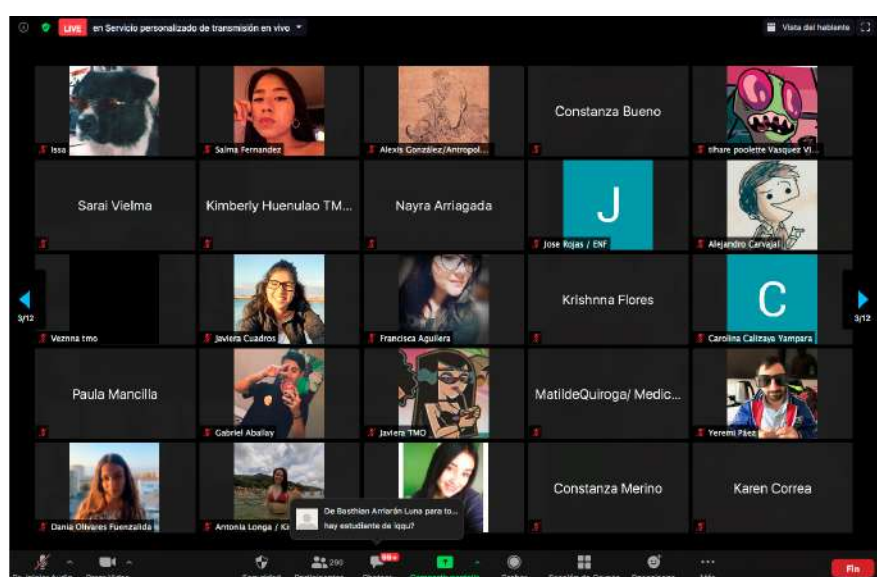 LIVE en Servicio personalizado de transmisión en vivo
Vista del hablante
Issa
Salma Fernandez
Alexis González/Antropol...
Constanza Bueno
tihare poolette Vasquez Vi...
Sarai Vielma
Kimberly Huenulao TM...
Nayra Arriagada
J
Jose Rojas / ENF
Alejandro Carvajal
3/12
Veznna tmo
Javiera Cuadros
Francisca Aguilera
Krishnna Flores
C
Carolina Calizaya Yampara
3/12
Paula Mancilla
Gabriel Aballay
Javiera TMO
MatildeQuiroga/ Medic...
Yeremi Páez
Dania Olivares Fuenzalida
Antonia Longa / Ki
Constanza Merino
Karen Correa
De Basthian Arriarán Luna para to...
hay estudiante de iqqu?
290
99+
Fin